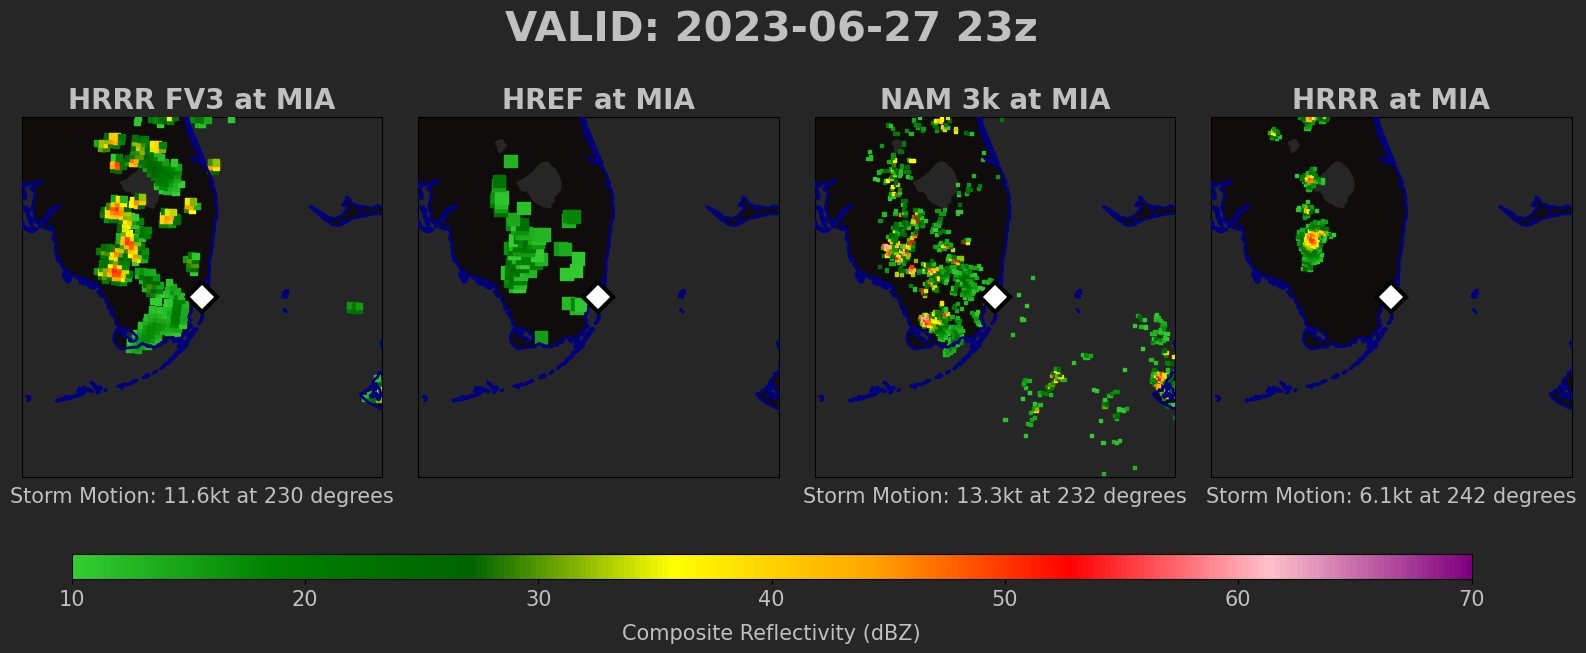 VALID: 2023-06-27 23z
HRRR FV3 at MIA
HREF at MIA
NAM 3k at MIA
HRRR at MIA
Storm Motion: 11.6kt at 230 degrees
Storm Motion: 13.3kt at 232 degrees
Storm Motion: 6.1kt at 242 degrees
10 20 30 40 50 60 70
Composite Reflectivity (dBZ)